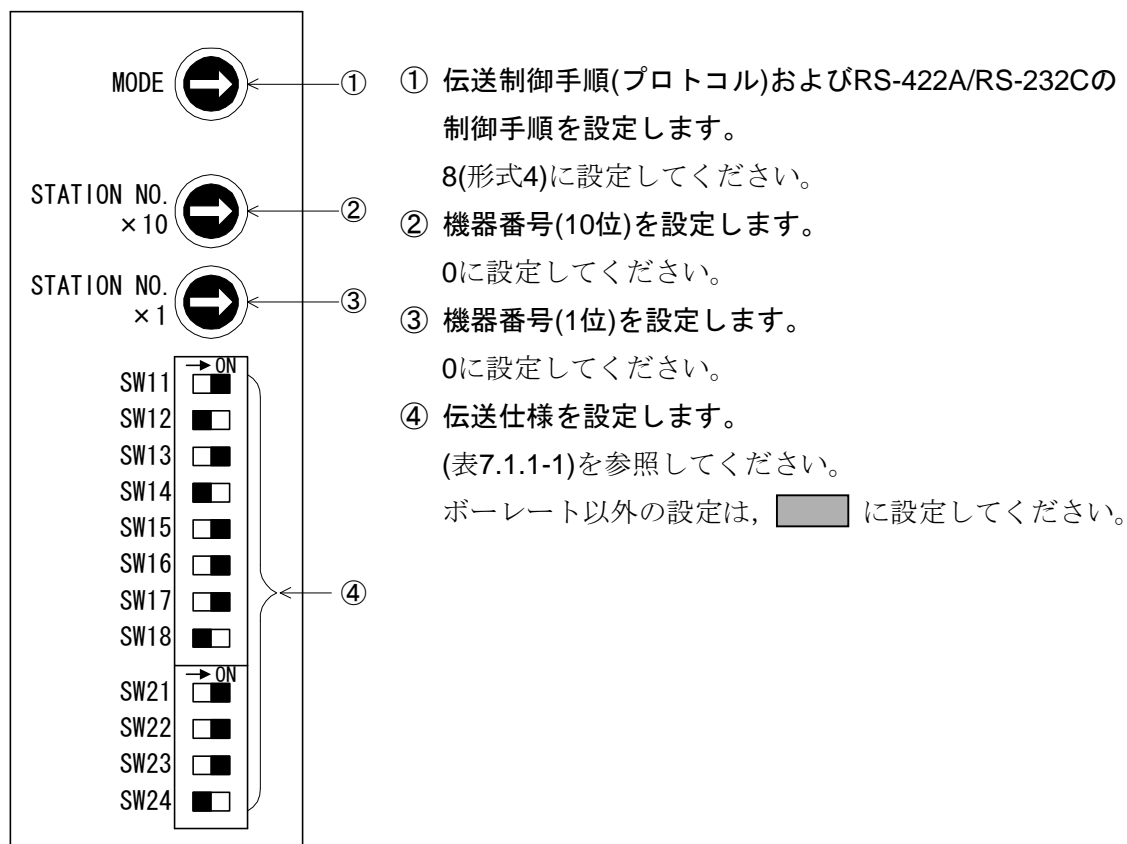 MODE
①
STATION NO.
×10
②
STATION NO.
×1
③
→ ON
SW11
SW12
SW13
SW14
SW15
SW16
SW17
SW18
④
→ ON
SW21
SW22
SW23
SW24
① 伝送制御手順(プロトコル)およびRS-422A/RS-232Cの
制御手順を設定します。
8(形式4)に設定してください。
② 機器番号(10位)を設定します。
0に設定してください。
③ 機器番号(1位)を設定します。
0に設定してください。
④ 伝送仕様を設定します。
(表7.1.1-1)を参照してください。
ボーレート以外の設定は, に設定してください。